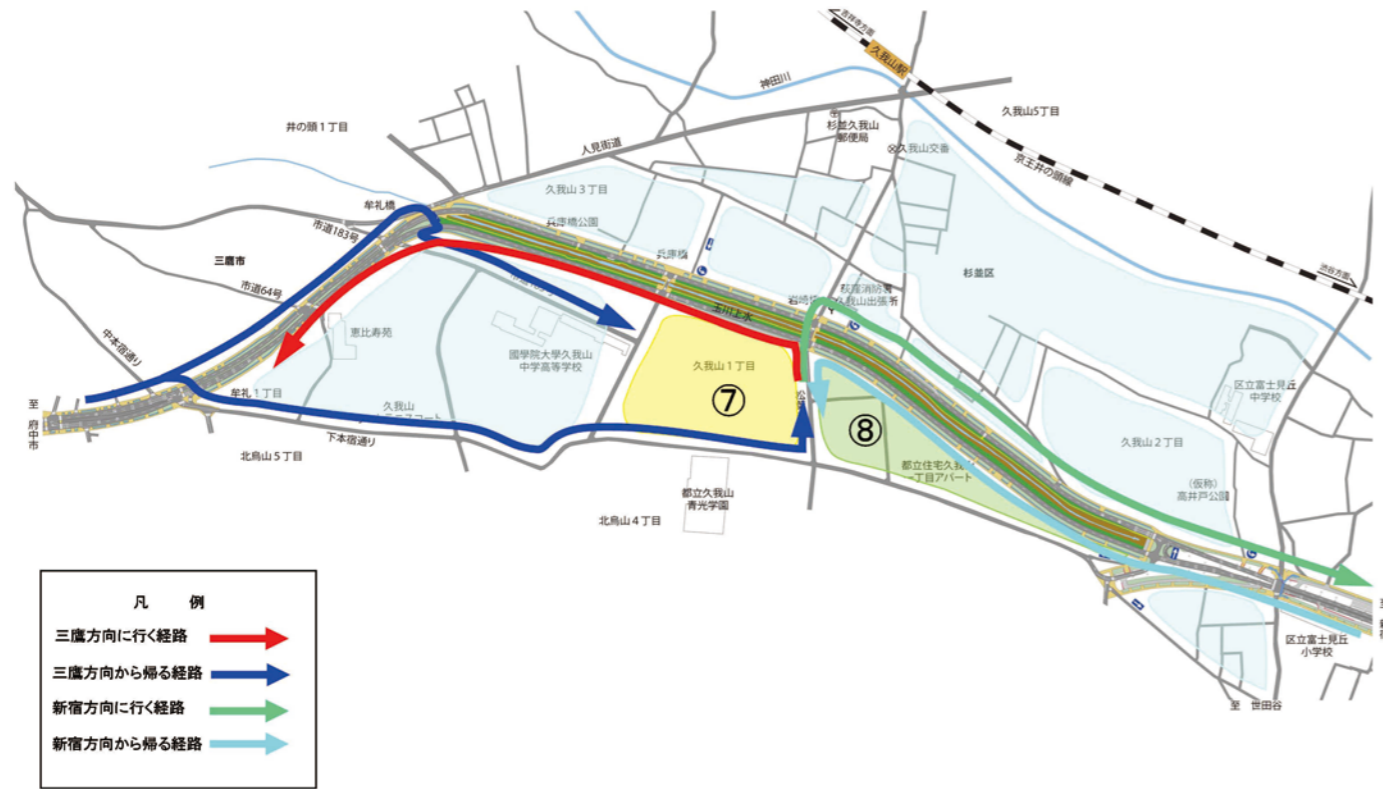 吉祥寺方面
久我山駅
神田川
久我山5丁目
井の頭1丁目
杉並久我山
郵便局
人見街道
久我山交番
京王井の頭線
久我山3丁目
牟礼橋
兵庫橋公園
市道183号
兵庫橋
渋谷方面
三鷹市
杉並区
荻窪消防署
久我山出張所
市道64号
玉川上水
恵比寿苑
中本宿通り
國學院大學久我山
中学高等学校
久我山1丁目
区立富士見丘
中学校
牟礼1丁目
久我山
⑦
⑧
至
府中市
下本宿通り
久我山2丁目
北烏山5丁目
都立住宅久我山
一丁目アパート
(仮称)
高井戸公園
都立久我山
青光学園
北烏山4丁目
凡 例
三鷹方向に行く経路
三鷹方向から帰る経路
新宿方向に行く経路
新宿方向から帰る経路
至
区立富士見丘
小学校
至 世田谷